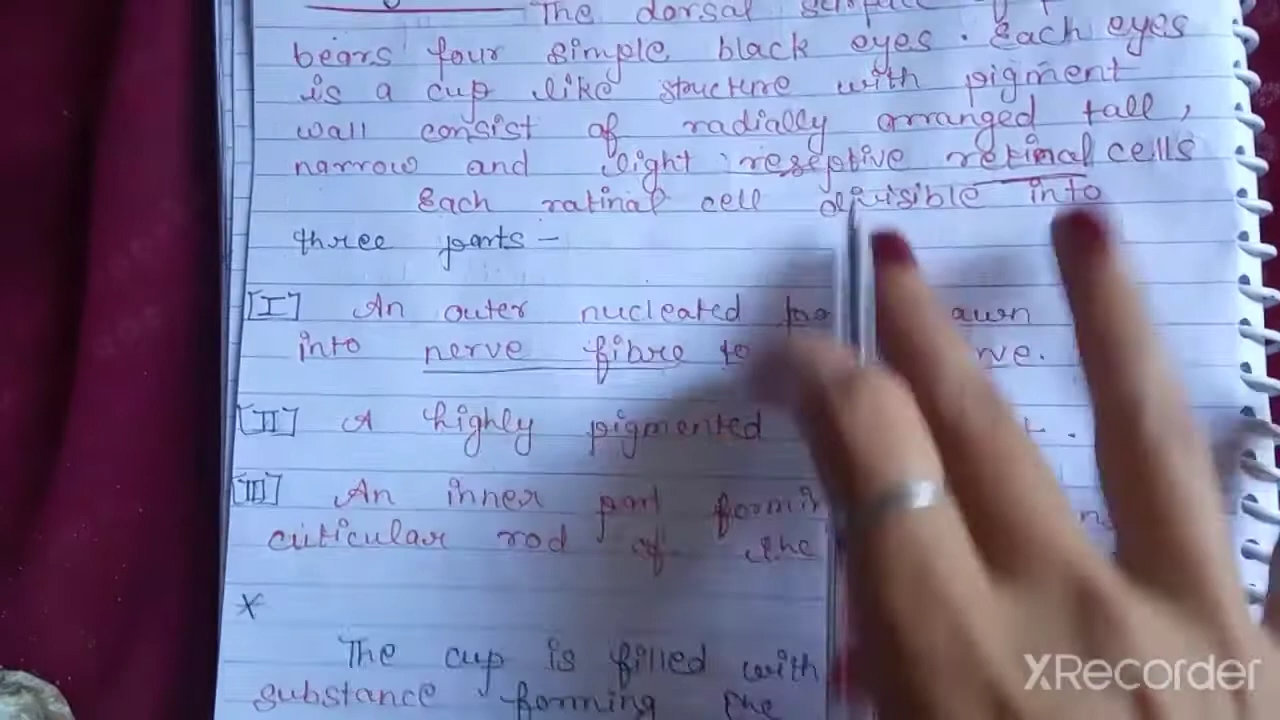 The dorsal
bears four simple black eyes. Each eyes
is a cup like structure with pigment
wall consist of radially arranged tall,
narrow and light reseptive retinal cells
Each ratinal cell divisible into
three parts -
[I] An outer nucleated
into nerve fibre to
[II] A highly pigmented
[III] An inner part
cuticular rod of the
*
The cup is filled with
substance forming the
XRecorder